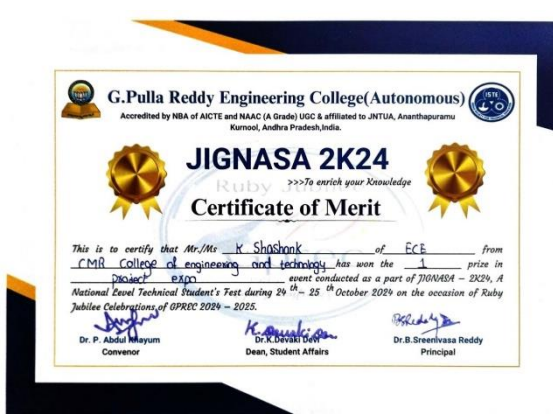 G.Pulla Reddy Engineering College(Autonomous)
ISTE
Accredited by NBA of AICTE and NAAC (A Grade) UGC & affiliated to JNTUA, Ananthapuramu
Kurnool, Andhra Pradesh,India.
JIGNASA 2K24
>>>To enrich your Knowledge
Ruby Jubilee
Certificate of Merit
This is to certify that Mr./Ms K Shashank of ECE from
CMR College of engineering and technology has won the 1 prize in
project expo event conducted as a part of JIGNASA – 2K24, A
National Level Technical Student's Fest during 24th – 25th October 2024 on the occasion of Ruby
Jubilee Celebrations of GPREC 2024 – 2025.
Dr. P. Abdul Khayum Dr.K.Devaki Devi Dr.B.Sreenivasa Reddy
Convenor Dean, Student Affairs Principal